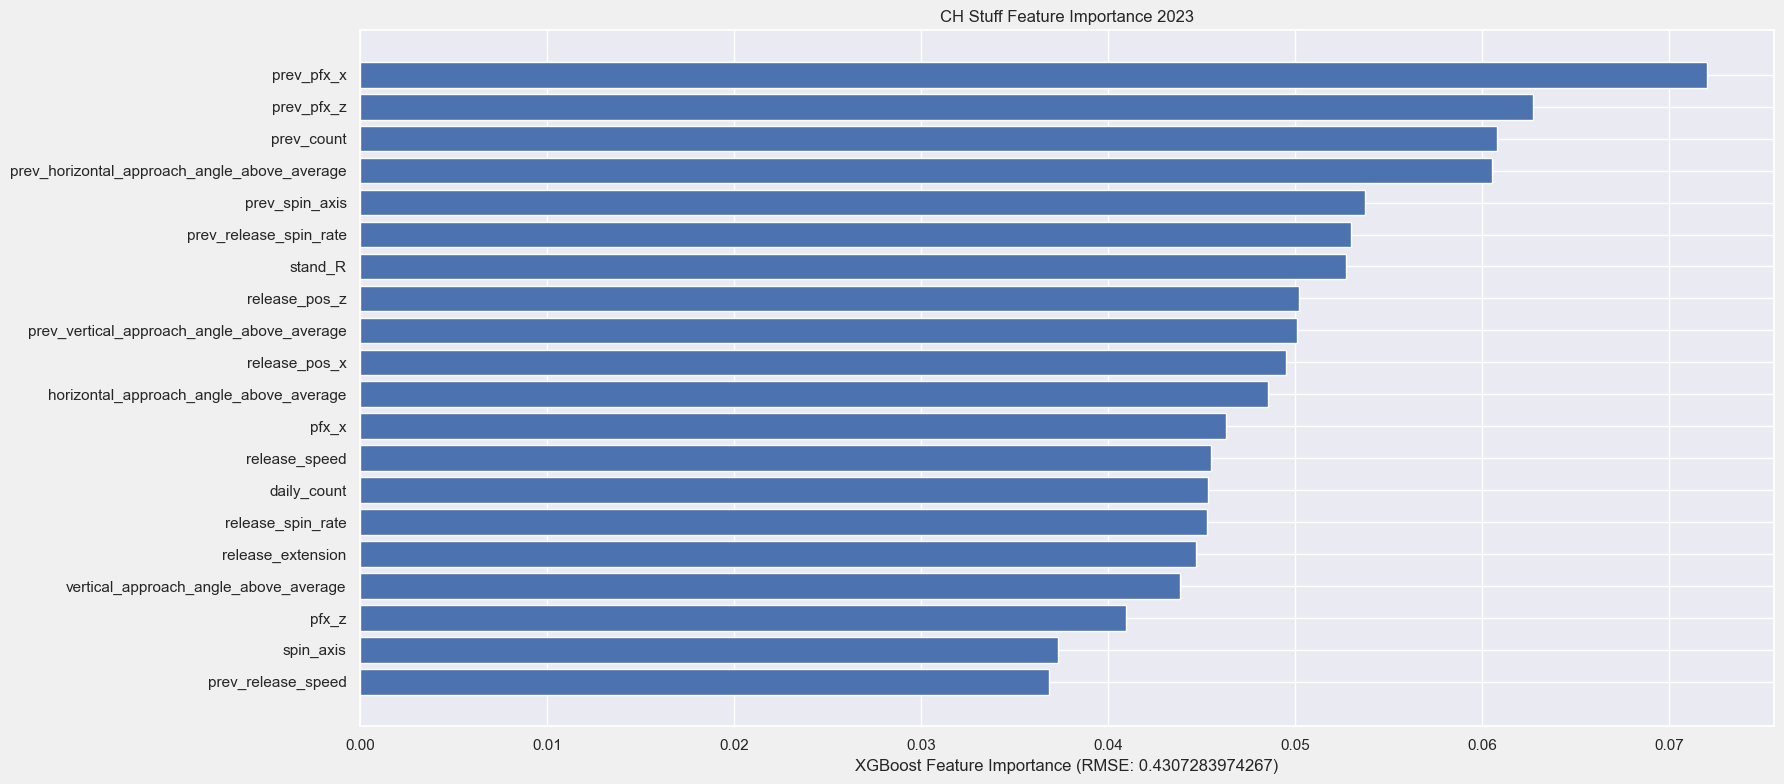 CH Stuff Feature Importance 2023
prev_pfx_x
prev_pfx_z
prev_count
prev_horizontal_approach_angle_above_average
prev_spin_axis
prev_release_spin_rate
stand_R
release_pos_z
prev_vertical_approach_angle_above_average
release_pos_x
horizontal_approach_angle_above_average
pfx_x
release_speed
daily_count
release_spin_rate
release_extension
vertical_approach_angle_above_average
pfx_z
spin_axis
prev_release_speed
0.00 0.01 0.02 0.03 0.04 0.05 0.06 0.07
XGBoost Feature Importance (RMSE: 0.4307283974267)